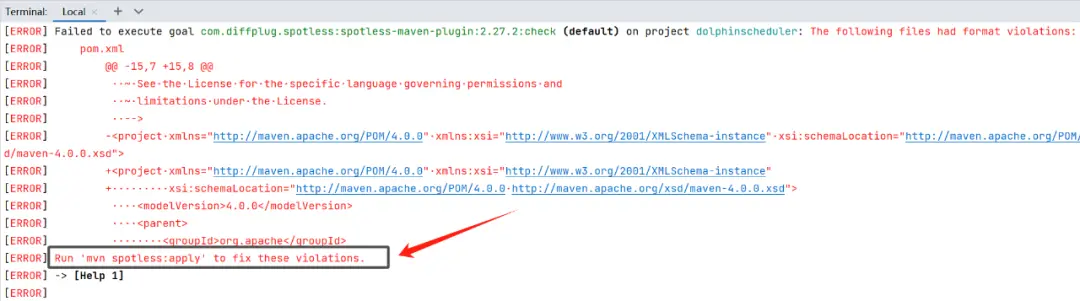 Terminal: Local × + ∨
[ERROR] Failed to execute goal com.diffplug.spotless:spotless-maven-plugin:2.27.2:check (default) on project dolphinscheduler: The following files had format violations:
[ERROR]     pom.xml
[ERROR]         @@ -15,7 +15,8 @@
[ERROR]          ··~·See·the·License·for·the·specific·language·governing·permissions·and
[ERROR]          ··~·limitations·under·the·License.
[ERROR]          ··-->
[ERROR]         -<project·xmlns="http://maven.apache.org/POM/4.0.0"·xmlns:xsi="http://www.w3.org/2001/XMLSchema-instance"·xsi:schemaLocation="http://maven.apache.org/POM/
d/maven-4.0.0.xsd">
[ERROR]         +<project·xmlns="http://maven.apache.org/POM/4.0.0"·xmlns:xsi="http://www.w3.org/2001/XMLSchema-instance"
[ERROR]         +·········xsi:schemaLocation="http://maven.apache.org/POM/4.0.0·http://maven.apache.org/xsd/maven-4.0.0.xsd">
[ERROR]          ····<modelVersion>4.0.0</modelVersion>
[ERROR]          ····<parent>
[ERROR]          ········<groupId>org.apache</groupId>
[ERROR] Run 'mvn spotless:apply' to fix these violations.
[ERROR] -> [Help 1]
[ERROR]